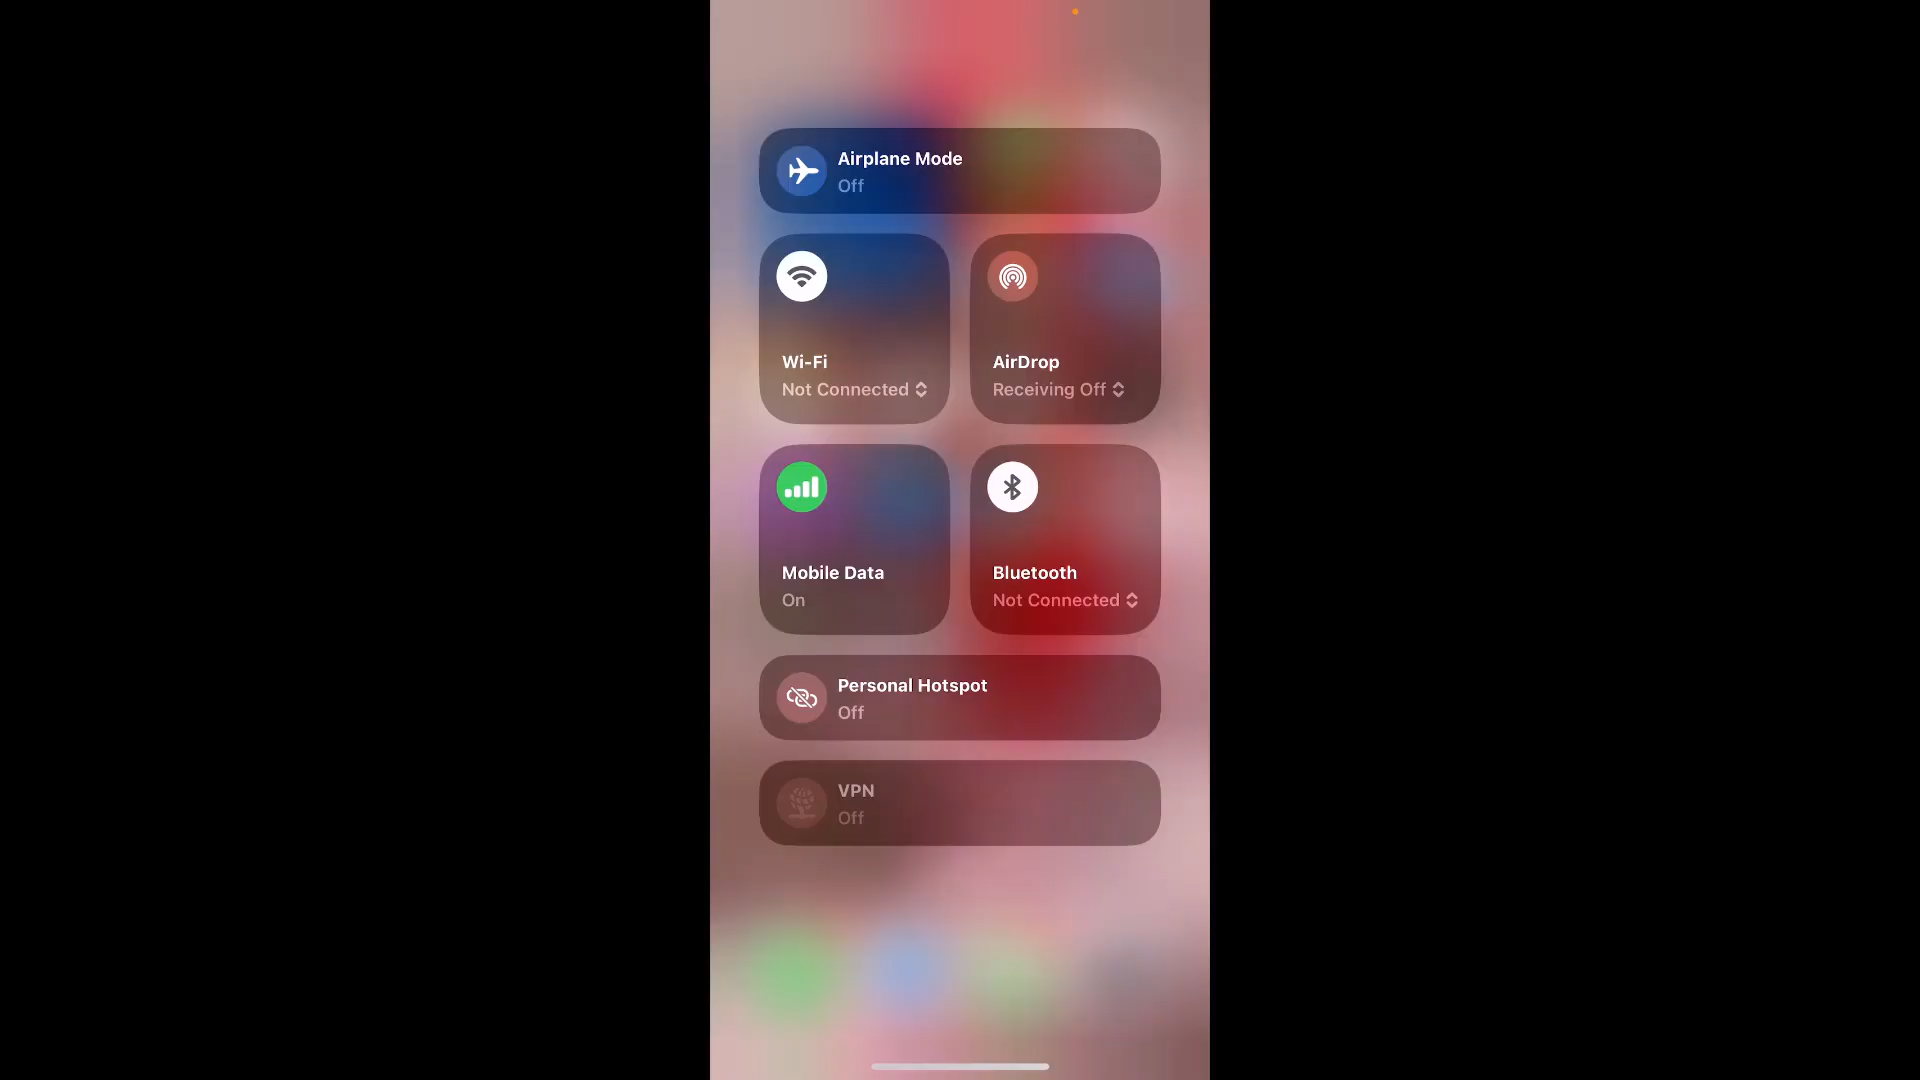 Airplane Mode
Off
Wi-Fi
Not Connected
AirDrop
Receiving Off
Mobile Data
On
Bluetooth
Not Connected
Personal Hotspot
Off
VPN
Off